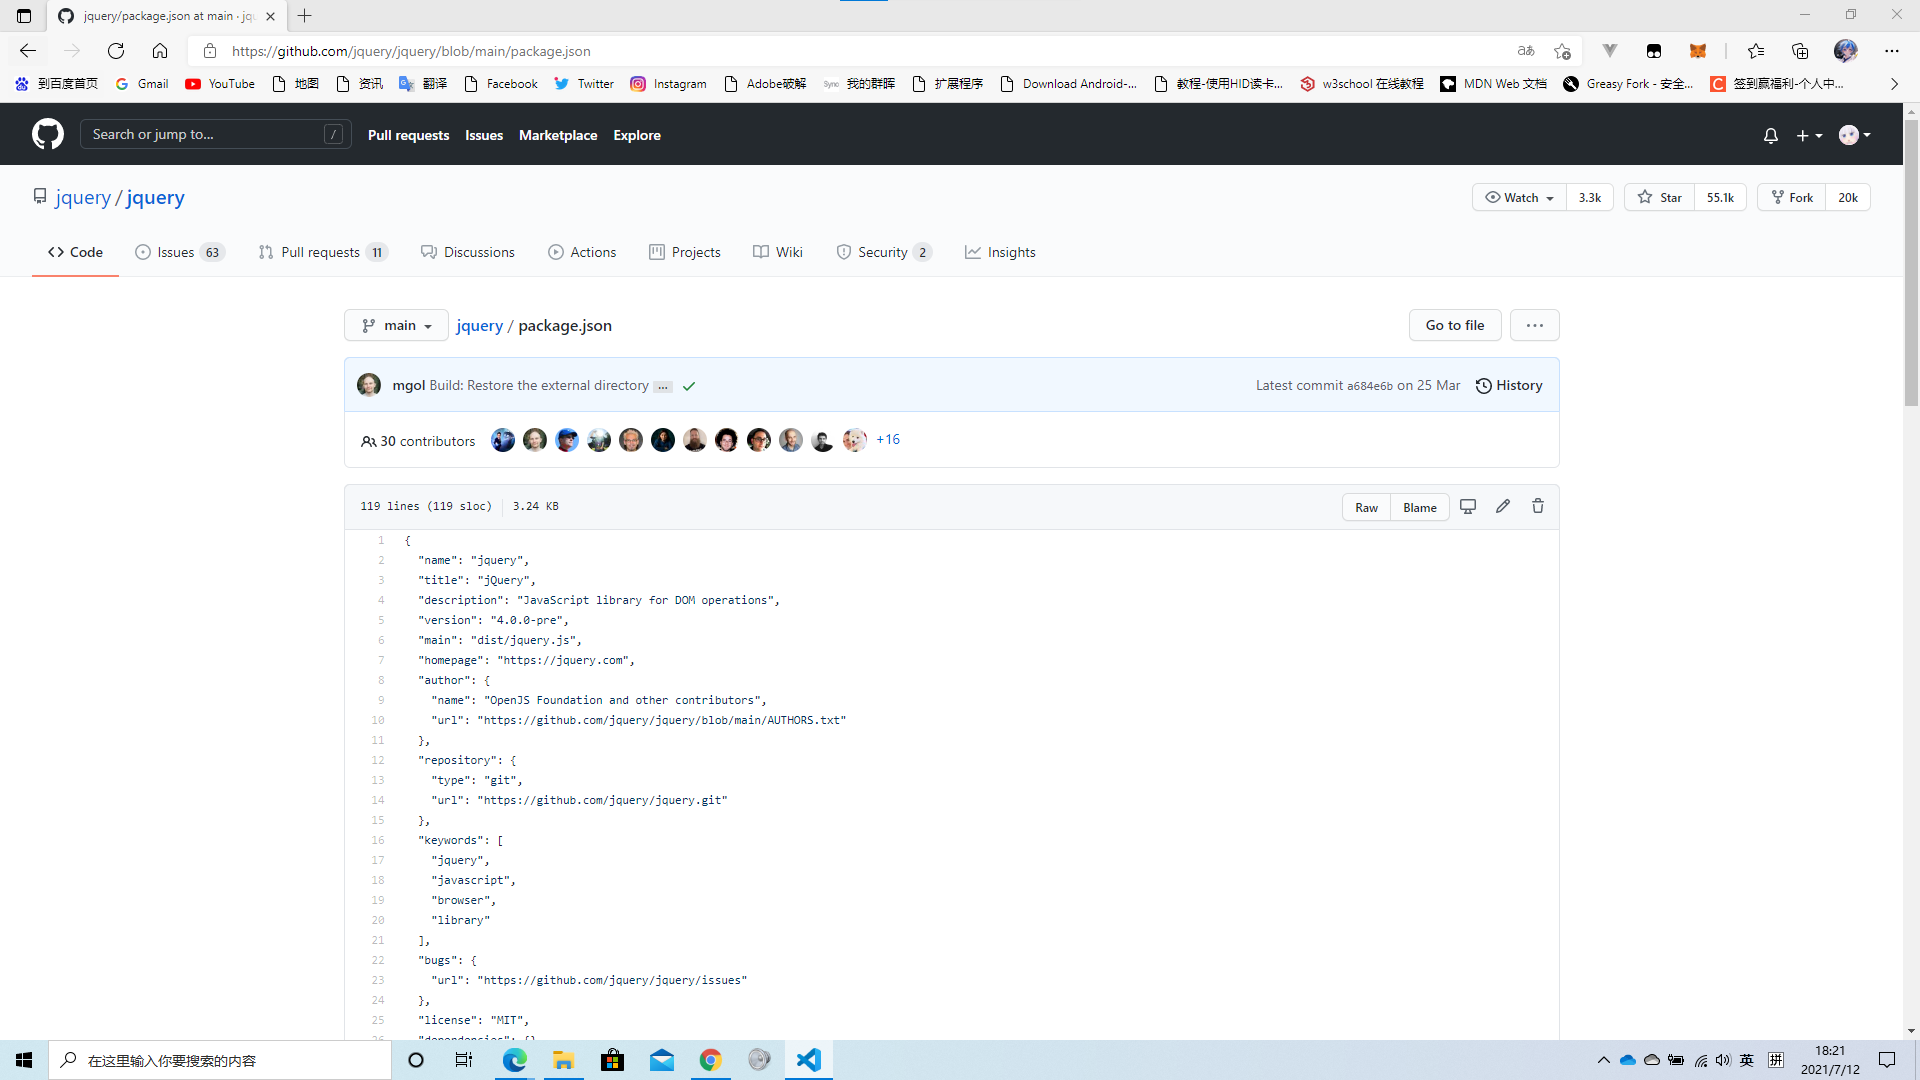 jquery/package.json at main · jq
https://github.com/jquery/jquery/blob/main/package.json
到百度首页 Gmail YouTube 地图 资讯 翻译 Facebook Twitter Instagram Adobe破解 Sync 我的群晖 扩展程序 Download Android-... 教程-使用HID读卡... w3school 在线教程 MDN Web 文档 Greasy Fork - 安全... 签到赢福利-个人中...
Search or jump to... / Pull requests Issues Marketplace Explore
jquery / jquery
Watch 3.3k Star 55.1k Fork 20k
Code Issues 63 Pull requests 11 Discussions Actions Projects Wiki Security 2 Insights
main jquery / package.json Go to file ...
mgol Build: Restore the external directory ... Latest commit a684e6b on 25 Mar History
30 contributors +16
119 lines (119 sloc) 3.24 KB Raw Blame
1 {
2 "name": "jquery",
3 "title": "jQuery",
4 "description": "JavaScript library for DOM operations",
5 "version": "4.0.0-pre",
6 "main": "dist/jquery.js",
7 "homepage": "https://jquery.com",
8 "author": {
9 "name": "OpenJS Foundation and other contributors",
10 "url": "https://github.com/jquery/jquery/blob/main/AUTHORS.txt"
11 },
12 "repository": {
13 "type": "git",
14 "url": "https://github.com/jquery/jquery.git"
15 },
16 "keywords": [
17 "jquery",
18 "javascript",
19 "browser",
20 "library"
21 ],
22 "bugs": {
23 "url": "https://github.com/jquery/jquery/issues"
24 },
25 "license": "MIT",
26 "dependencies": {}
在这里输入你要搜索的内容
英 拼 18:21
2021/7/12